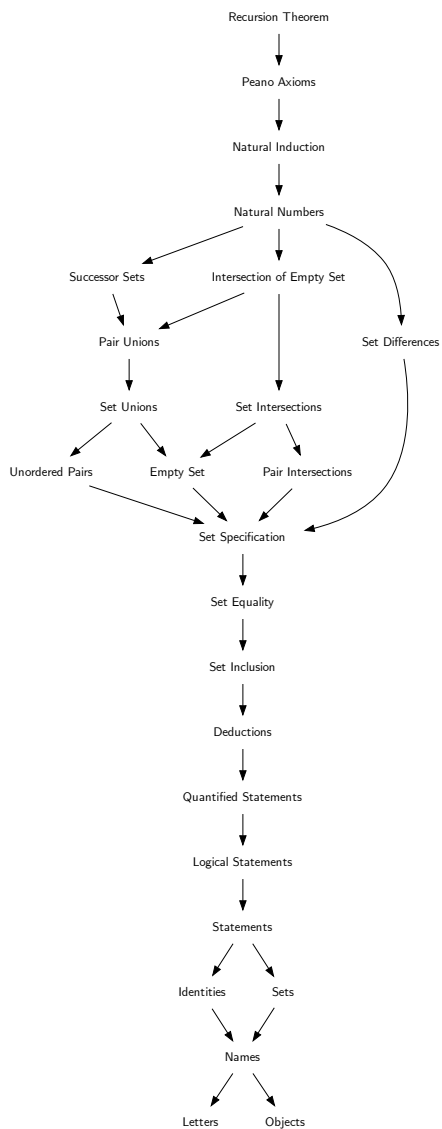 Recursion Theorem
Peano Axioms
Natural Induction
Natural Numbers
Successor Sets
Intersection of Empty Set
Pair Unions
Set Differences
Set Unions
Set Intersections
Unordered Pairs
Empty Set
Pair Intersections
Set Specification
Set Equality
Set Inclusion
Deductions
Quantified Statements
Logical Statements
Statements
Identities
Sets
Names
Letters
Objects